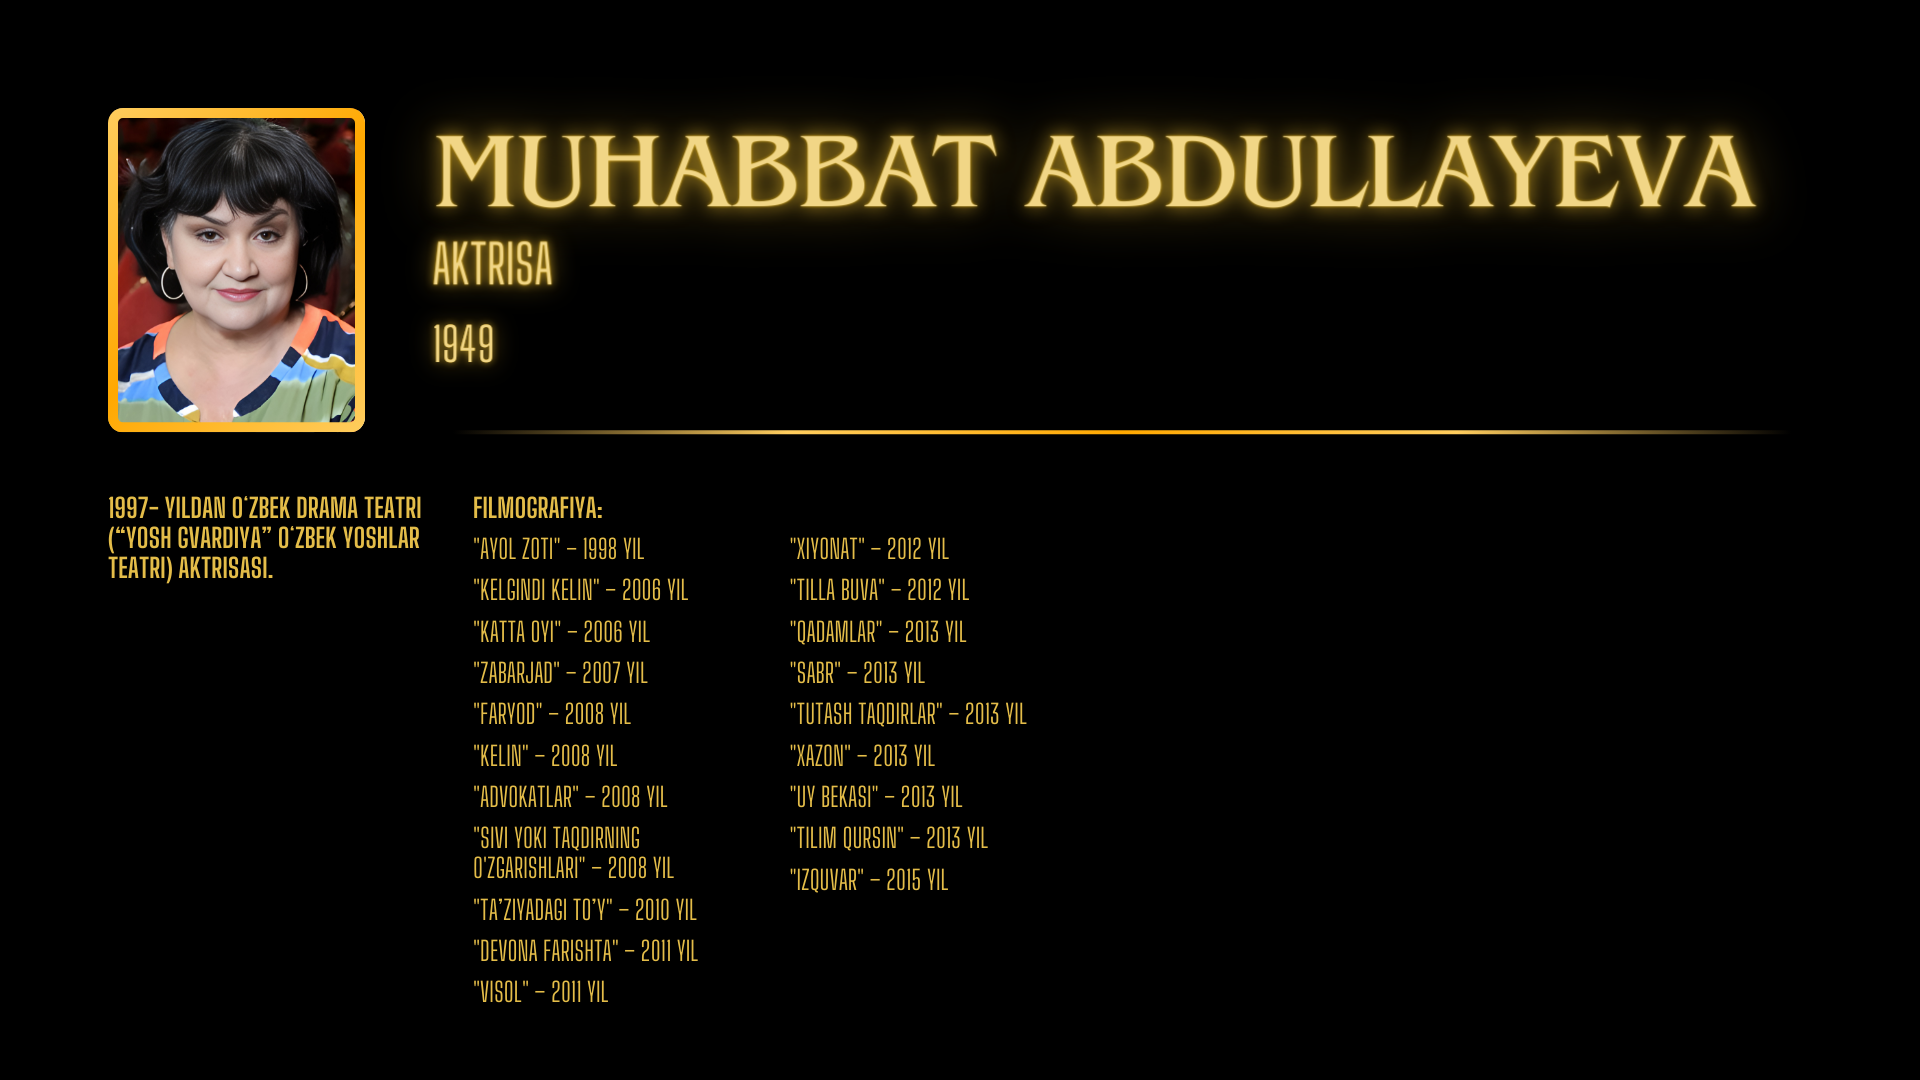 MUHABBAT ABDULLAYEVA
AKTRISA
1949
1997- YILDAN O‘ZBEK DRAMA TEATRI
(“YOSH GVARDIYA” O‘ZBEK YOSHLAR
TEATRI) AKTRISASI.
FILMOGRAFIYA:
"AYOL ZOTI" – 1998 YIL
"KELGINDI KELIN" – 2006 YIL
"KATTA OYI" – 2006 YIL
"ZABARJAD" – 2007 YIL
"FARYOD" – 2008 YIL
"KELIN" – 2008 YIL
"ADVOKATLAR" – 2008 YIL
"SIVI YOKI TAQDIRNING
O'ZGARISHLARI" – 2008 YIL
"TA’ZIYADAGI TO’Y" – 2010 YIL
"DEVONA FARISHTA" – 2011 YIL
"VISOL" – 2011 YIL
"XIYONAT" – 2012 YIL
"TILLA BUVA" – 2012 YIL
"QADAMLAR" – 2013 YIL
"SABR" – 2013 YIL
"TUTASH TAQDIRLAR" – 2013 YIL
"XAZON" – 2013 YIL
"UY BEKASI" – 2013 YIL
"TILIM QURSIN" – 2013 YIL
"IZQUVAR" – 2015 YIL